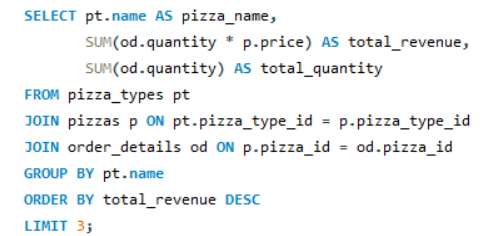 SELECT pt.name AS pizza_name,
SUM(od.quantity * p.price) AS total_revenue,
SUM(od.quantity) AS total_quantity
FROM pizza_types pt
JOIN pizzas p ON pt.pizza_type_id = p.pizza_type_id
JOIN order_details od ON p.pizza_id = od.pizza_id
GROUP BY pt.name
ORDER BY total_revenue DESC
LIMIT 3;